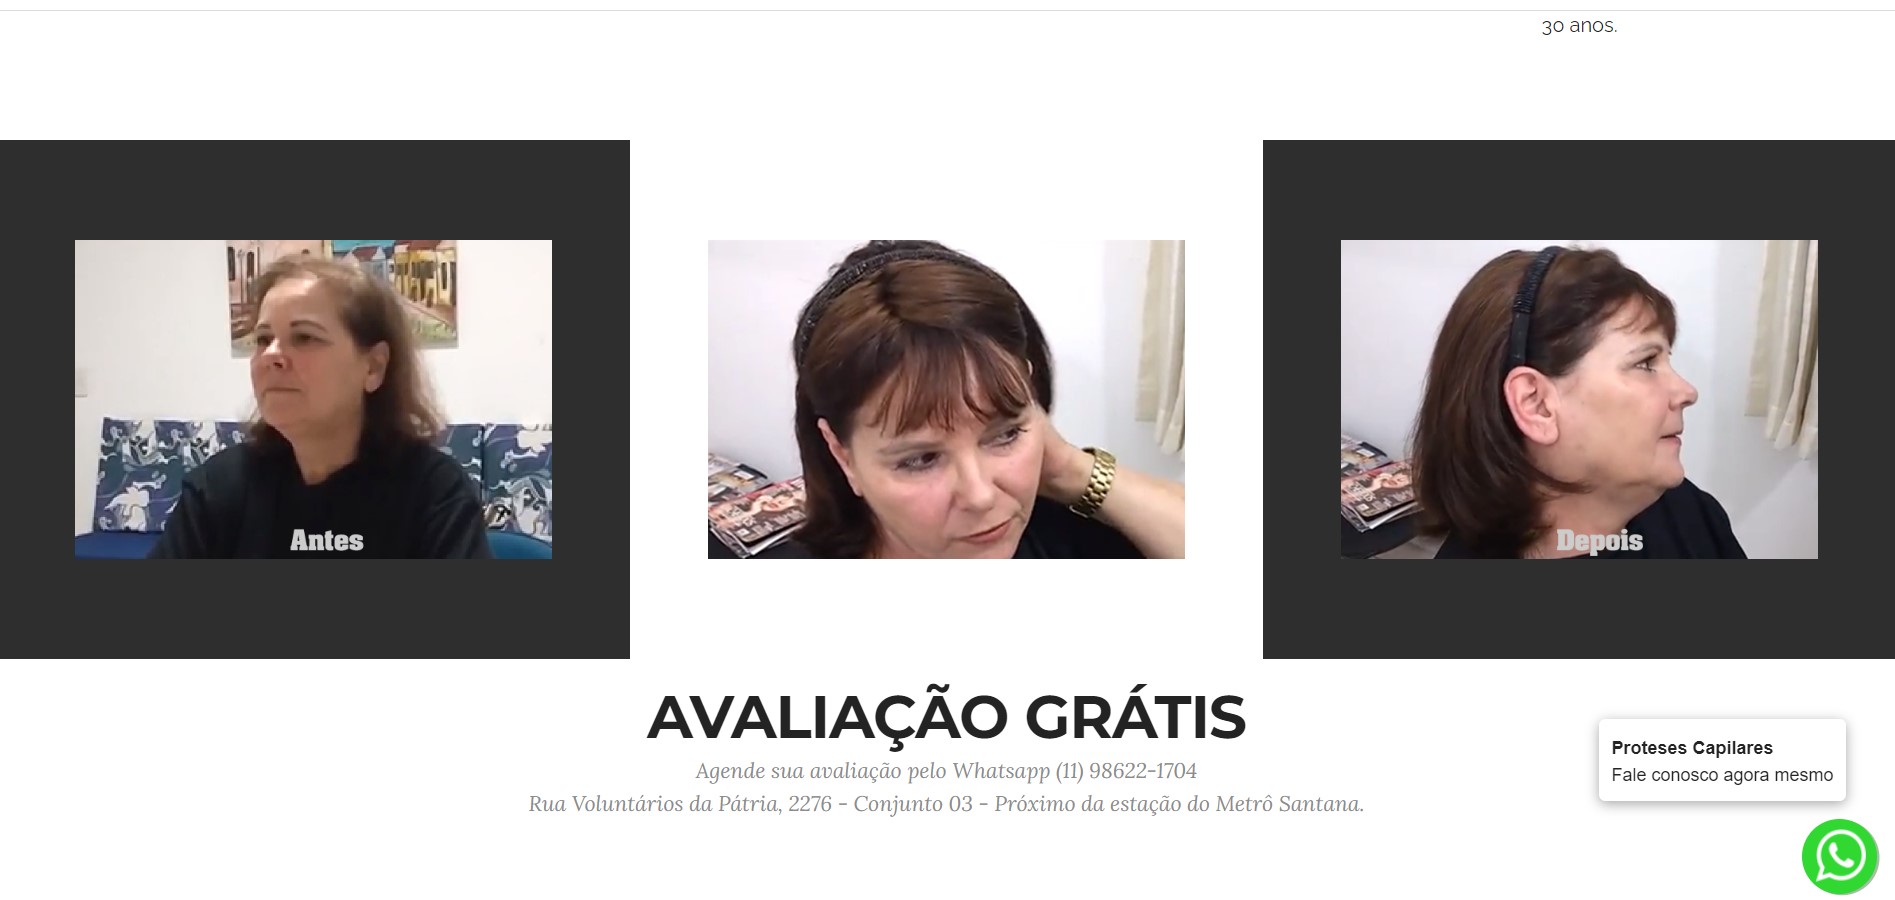 30 anos.
Antes
Depois
AVALIAÇÃO GRÁTIS
Agende sua avaliação pelo Whatsapp (11) 98622-1704
Rua Voluntários da Pátria, 2276 - Conjunto 03 - Próximo da estação do Metrô Santana.
Proteses Capilares
Fale conosco agora mesmo